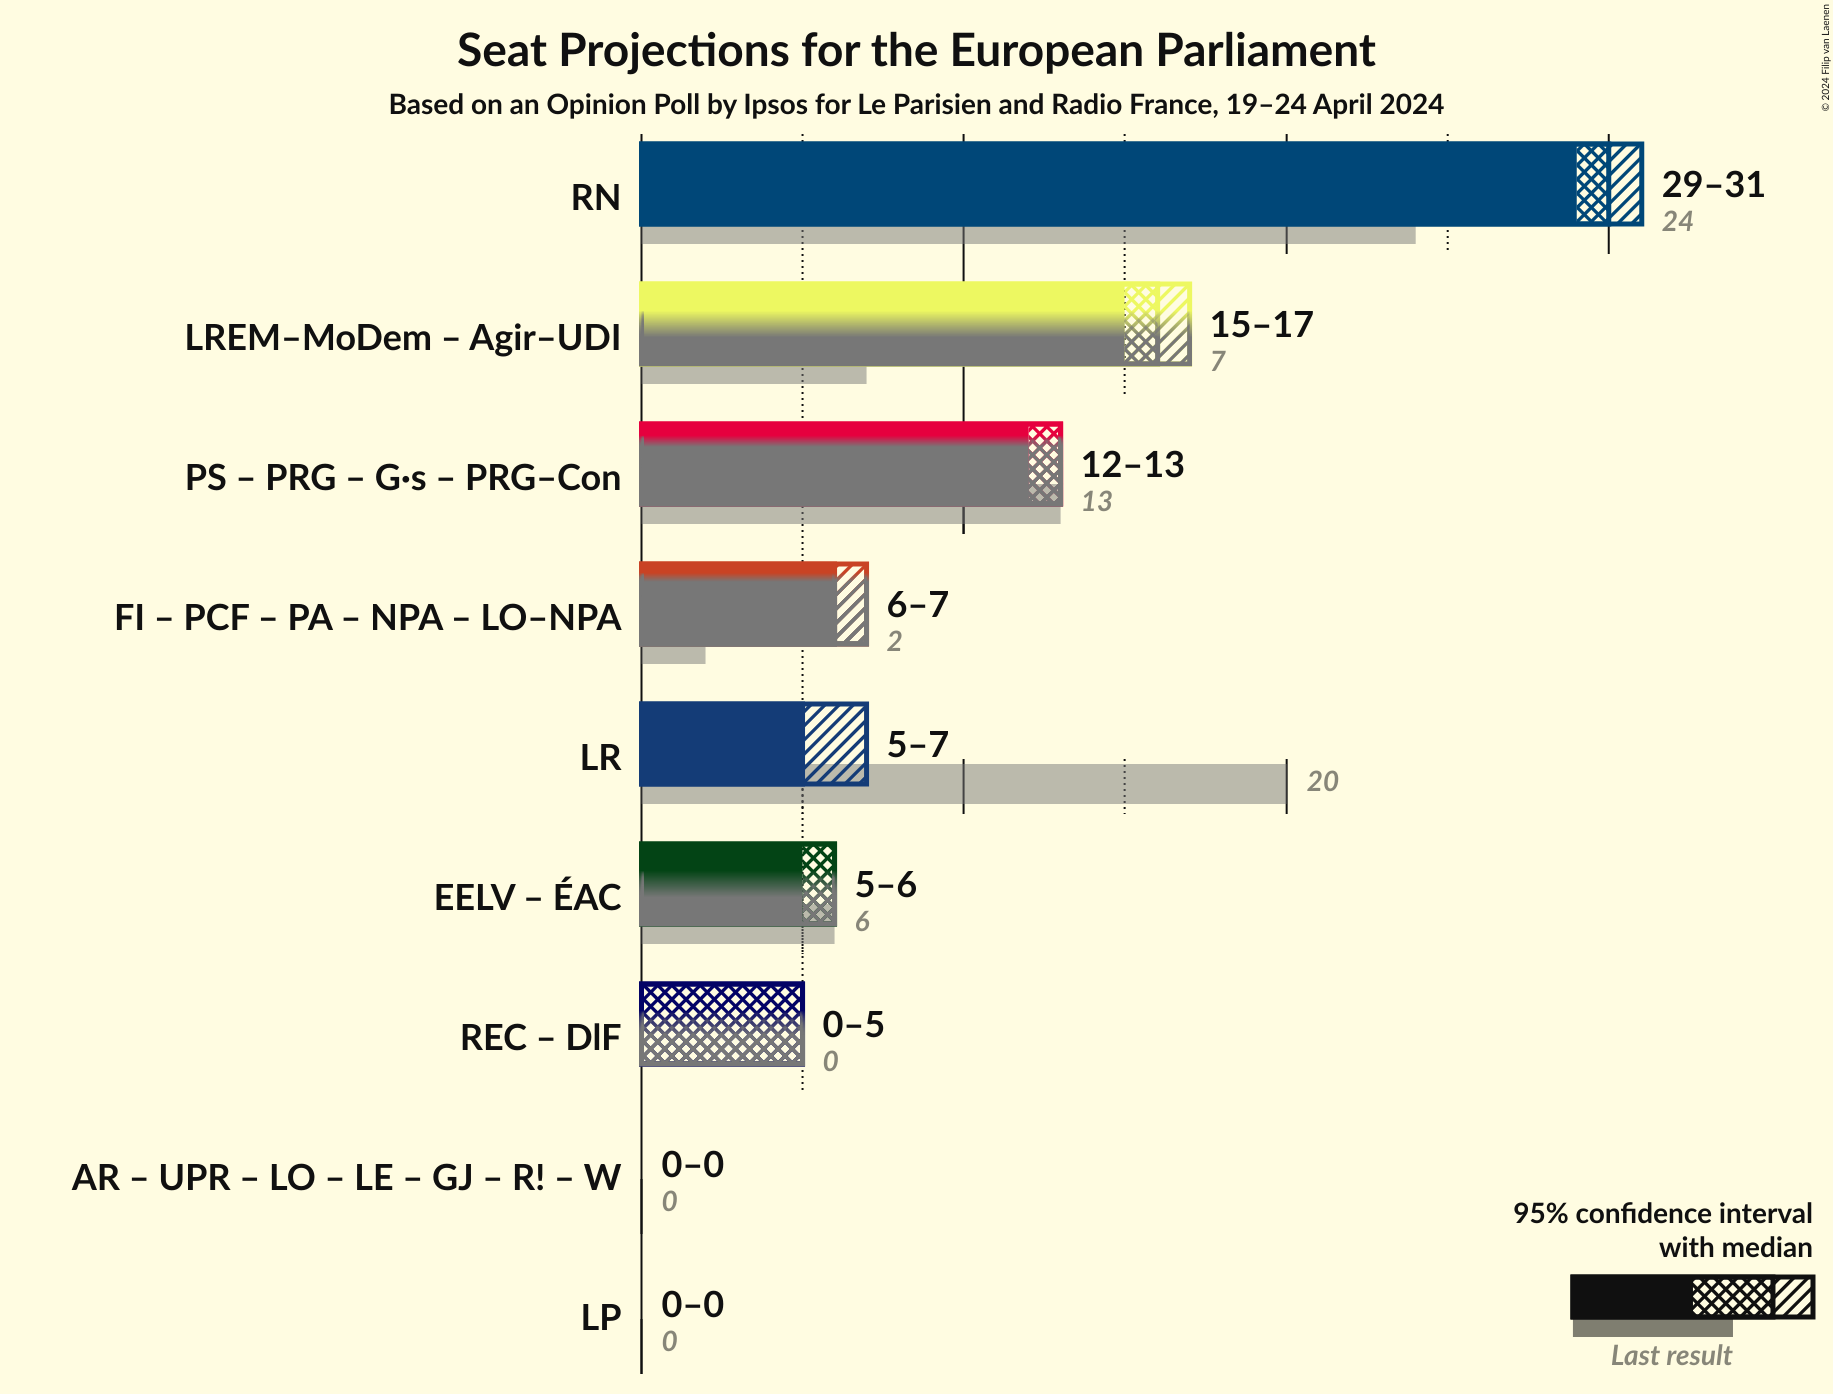 Seat Projections for the European Parliament
Based on an Opinion Poll by Ipsos for Le Parisien and Radio France, 19–24 April 2024
© 2024 Filip van Laenen
RN
29–31
24
LREM–MoDem – Agir–UDI
15–17
7
PS – PRG – G·s – PRG–Con
12–13
13
FI – PCF – PA – NPA – LO–NPA
6–7
2
LR
5–7
20
EELV – ÉAC
5–6
6
REC – DlF
0–5
0
AR – UPR – LO – LE – GJ – R! – W
0–0
0
LP
0–0
0
95% confidence interval
with median
Last result